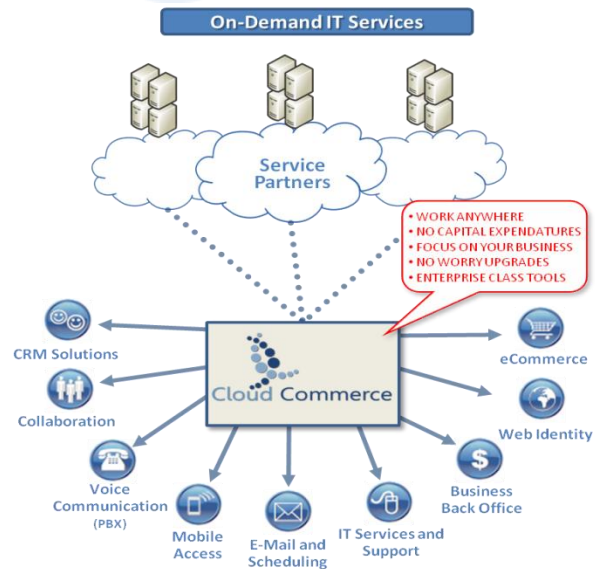 On-Demand IT Services
Service
Partners
• WORK ANYWHERE
• NO CAPITAL EXPENDATURES
• FOCUS ON YOUR BUSINESS
• NO WORRY UPGRADES
• ENTERPRISE CLASS TOOLS
Cloud Commerce
CRM Solutions
eCommerce
Collaboration
Web Identity
Voice
Communication
(PBX)
$
Business
Back Office
Mobile
Access
E-Mail and
Scheduling
IT Services and
Support